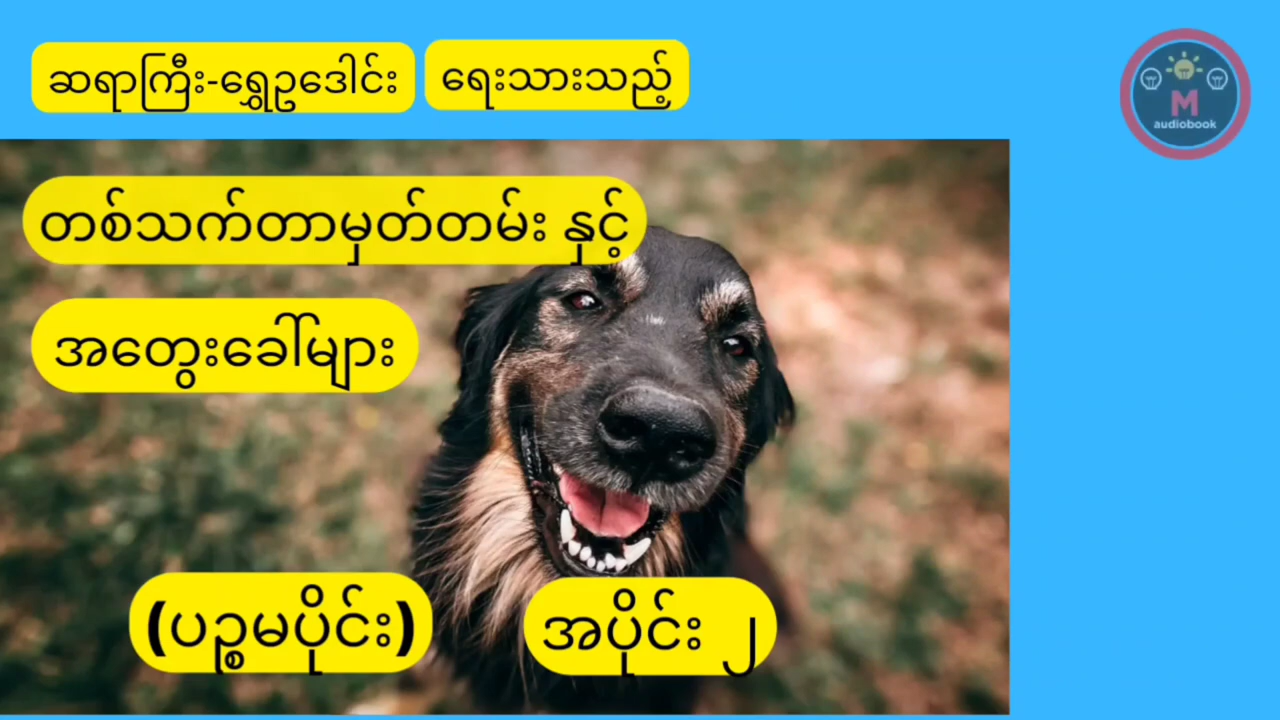 ဆရာကြီး-ရွှေဥဒေါင်း ရေးသားသည့်
M
audiobook
တစ်သက်တာမှတ်တမ်း နှင့်
အတွေးခေါ်များ
(ပဉ္စမပိုင်း) အပိုင်း ၂